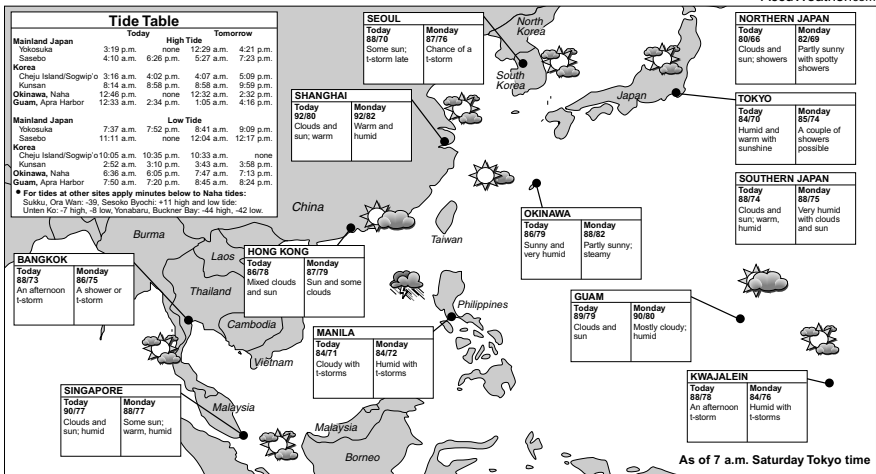 Tide Table
Today Tomorrow
Mainland Japan High Tide
Yokosuka 3:19 p.m. none 12:29 a.m. 4:21 p.m.
Sasebo 4:10 a.m. 6:26 p.m. 5:27 a.m. 7:23 p.m.
Korea
Cheju Island/Sogwip'o 3:16 a.m. 4:02 p.m. 4:07 a.m. 5:09 p.m.
Kunsan 8:14 a.m. 8:58 p.m. 8:58 a.m. 9:59 p.m.
Okinawa, Naha 12:46 p.m. none 12:32 a.m. 2:32 p.m.
Guam, Apra Harbor 12:33 a.m. 2:34 p.m. 1:05 a.m. 4:16 p.m.
Mainland Japan Low Tide
Yokosuka 7:37 a.m. 7:52 p.m. 8:41 a.m. 9:09 p.m.
Sasebo 11:11 a.m. none 12:04 a.m. 12:17 p.m.
Korea
Cheju Island/Sogwip'o 10:05 a.m. 10:35 p.m. 10:33 a.m. none
Kunsan 2:52 a.m. 3:10 p.m. 3:43 a.m. 3:58 p.m.
Okinawa, Naha 6:36 a.m. 6:05 p.m. 7:47 a.m. 7:13 p.m.
Guam, Apra Harbor 7:50 a.m. 7:20 p.m. 8:45 a.m. 8:24 p.m.
• For tides at other sites apply minutes below to Naha tides:
Sukku, Ora Wan: -39, Sesoko Byochi: +11 high and low tide:
Unten Ko: -7 high, -8 low, Yonabaru, Buckner Bay: -44 high, -42 low.
SEOUL
Today Monday
88/70 87/76
Some sun; Chance of a
t-storm late t-storm
North
Korea
South
Korea
Japan
NORTHERN JAPAN
Today Monday
80/66 82/69
Clouds and Partly sunny
sun; showers with spotty
showers
SHANGHAI
Today Monday
92/80 92/82
Clouds and Warm and
sun; warm humid
TOKYO
Today Monday
84/70 85/74
Humid and A couple of
warm with showers
sunshine possible
SOUTHERN JAPAN
Today Monday
88/74 88/75
Clouds and Very humid
sun; warm, with clouds
humid and sun
China
Taiwan
OKINAWA
Today Monday
86/79 88/82
Sunny and Partly sunny;
very humid steamy
Burma
Laos
Thailand
Cambodia
Vietnam
HONG KONG
Today Monday
86/78 87/79
Mixed clouds Sun and some
and sun clouds
BANGKOK
Today Monday
88/73 86/75
An afternoon A shower or
t-storm t-storm
Philippines
GUAM
Today Monday
89/79 90/80
Clouds and Mostly cloudy;
sun humid
MANILA
Today Monday
84/71 84/72
Cloudy with Humid with
t-storms t-storms
KWAJALEIN
Today Monday
88/78 84/76
An afternoon Humid with
t-storm t-storms
SINGAPORE
Today Monday
90/77 88/77
Clouds and Some sun;
sun; humid warm, humid
Malaysia
Malaysia
Borneo
As of 7 a.m. Saturday Tokyo time